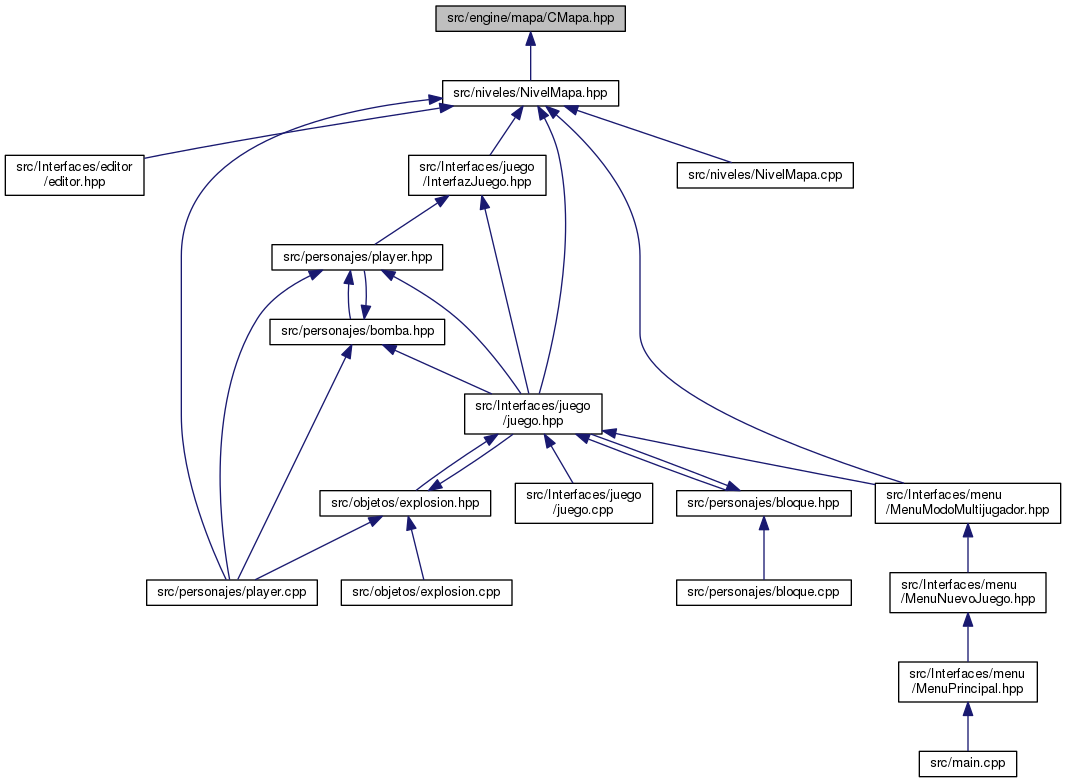 src/engine/mapa/CMapa.hpp
src/niveles/NivelMapa.hpp
src/Interfaces/editor
/editor.hpp
src/Interfaces/juego
/InterfazJuego.hpp
src/niveles/NivelMapa.cpp
src/personajes/player.hpp
src/personajes/bomba.hpp
src/Interfaces/juego
/juego.hpp
src/objetos/explosion.hpp
src/Interfaces/juego
/juego.cpp
src/personajes/bloque.hpp
src/Interfaces/menu
/MenuModoMultijugador.hpp
src/personajes/player.cpp
src/objetos/explosion.cpp
src/personajes/bloque.cpp
src/Interfaces/menu
/MenuNuevoJuego.hpp
src/Interfaces/menu
/MenuPrincipal.hpp
src/main.cpp